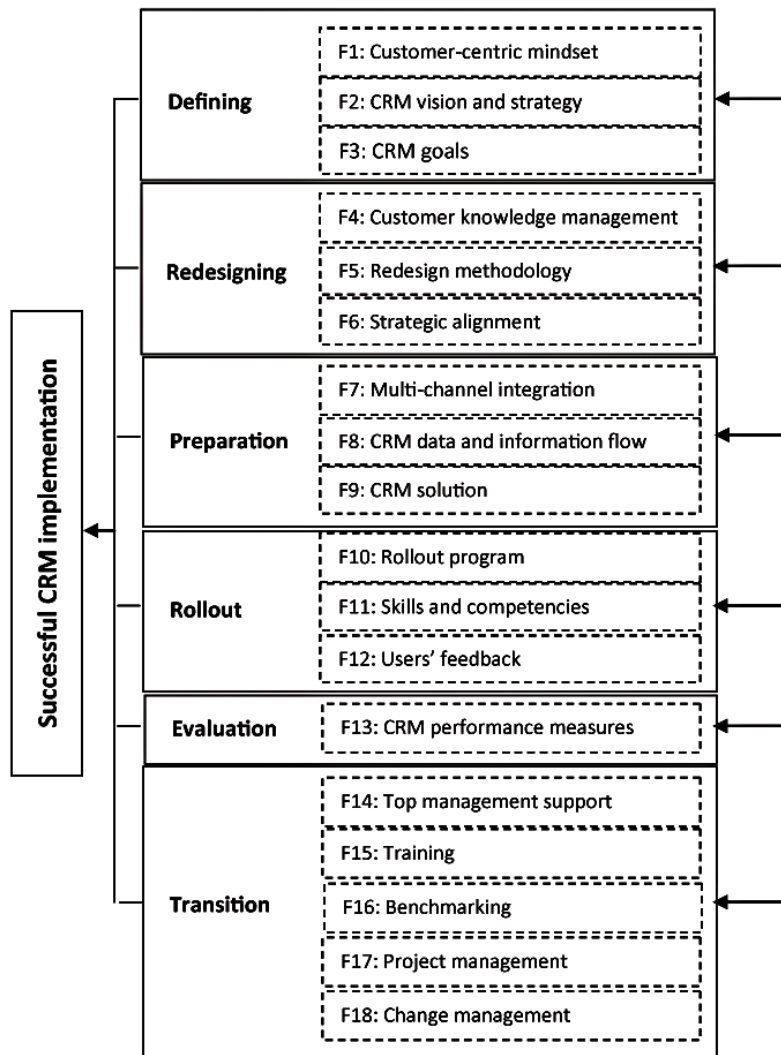 Successful CRM implementation
Defining
F1: Customer-centric mindset
F2: CRM vision and strategy
F3: CRM goals
Redesigning
F4: Customer knowledge management
F5: Redesign methodology
F6: Strategic alignment
Preparation
F7: Multi-channel integration
F8: CRM data and information flow
F9: CRM solution
Rollout
F10: Rollout program
F11: Skills and competencies
F12: Users’ feedback
Evaluation
F13: CRM performance measures
Transition
F14: Top management support
F15: Training
F16: Benchmarking
F17: Project management
F18: Change management